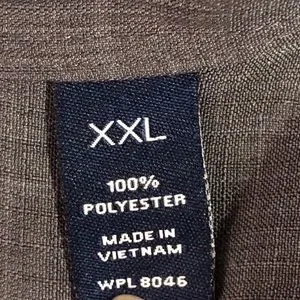 XXL
100%
POLYESTER
MADE IN
VIETNAM
WPL 8046